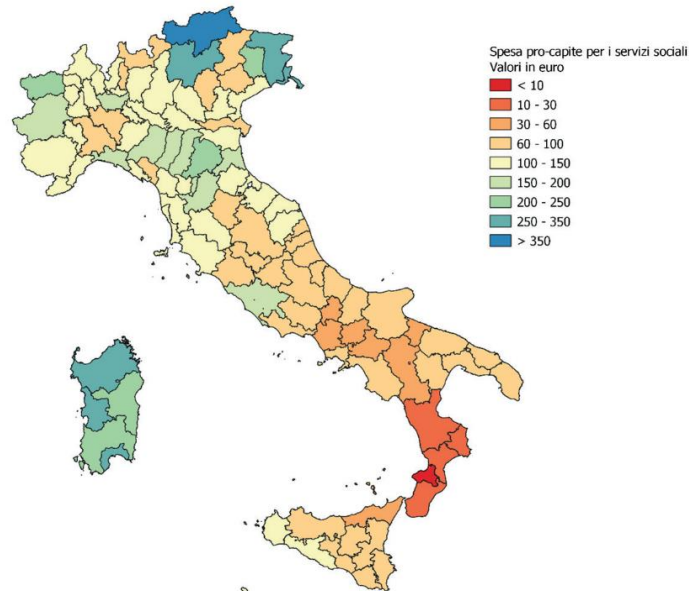 Spesa pro-capite per i servizi sociali
Valori in euro
< 10
10 - 30
30 - 60
60 - 100
100 - 150
150 - 200
200 - 250
250 - 350
> 350